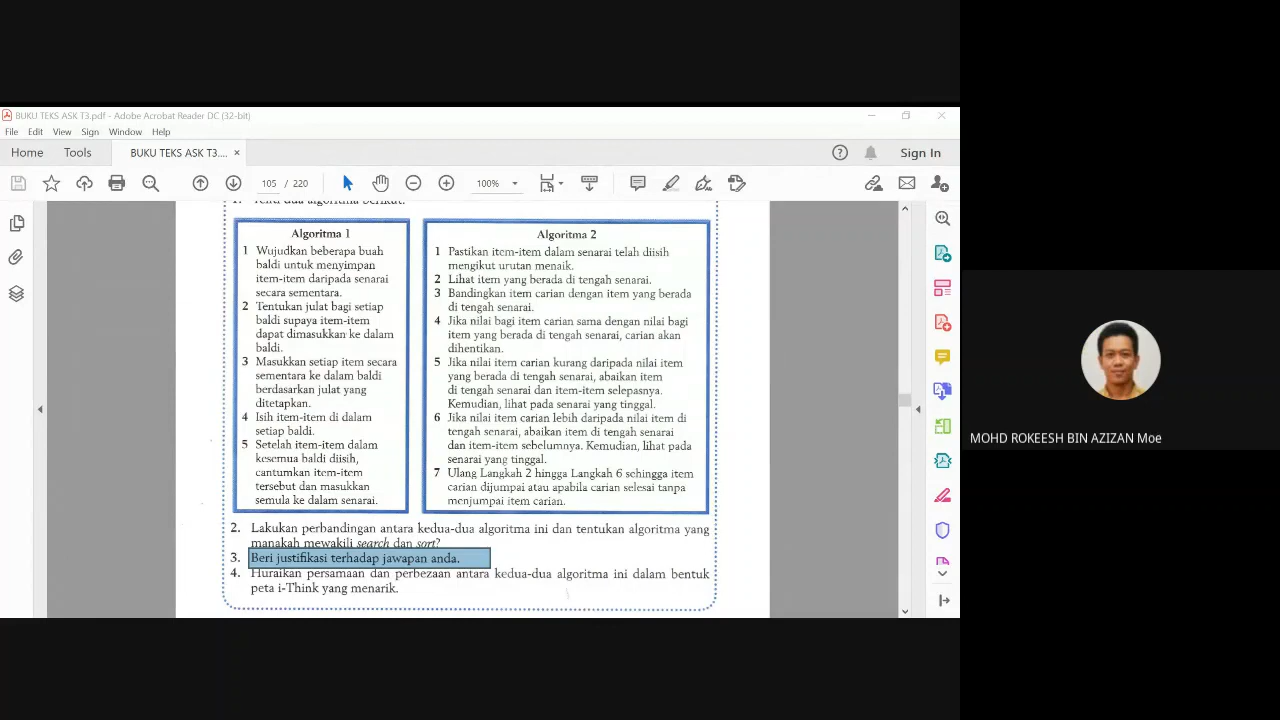 BUKU TEKS ASK T3.pdf - Adobe Acrobat Reader DC (32-bit)
File Edit View Sign Window Help
Home Tools BUKU TEKS ASK T3.... × Sign In
105 / 220 100%
1. Teliti dua algoritma berikut.
Algoritma 1
1 Wujudkan beberapa buah
baldi untuk menyimpan
item-item daripada senarai
secara sementara.
2 Tentukan julat bagi setiap
baldi supaya item-item
dapat dimasukkan ke dalam
baldi.
3 Masukkan setiap item secara
sementara ke dalam baldi
berdasarkan julat yang
ditetapkan.
4 Isih item-item di dalam
setiap baldi.
5 Setelah item-item dalam
kesemua baldi diisih,
cantumkan item-item
tersebut dan masukkan
semula ke dalam senarai.
Algoritma 2
1 Pastikan item-item dalam senarai telah diisih
mengikut urutan menaik.
2 Lihat item yang berada di tengah senarai.
3 Bandingkan item carian dengan item yang berada
di tengah senarai.
4 Jika nilai bagi item carian sama dengan nilai bagi
item yang berada di tengah senarai, carian akan
dihentikan.
5 Jika nilai item carian kurang daripada nilai item
yang berada di tengah senarai, abaikan item
di tengah senarai dan item-item selepasnya.
Kemudian, lihat pada senarai yang tinggal.
6 Jika nilai item carian lebih daripada nilai item di
tengah senarai, abaikan item di tengah senarai
dan item-item sebelumnya. Kemudian, lihat pada
senarai yang tinggal.
7 Ulang Langkah 2 hingga Langkah 6 sehingga item
carian dijumpai atau apabila carian selesai tanpa
menjumpai item carian.
2. Lakukan perbandingan antara kedua-dua algoritma ini dan tentukan algoritma yang
manakah mewakili search dan sort?
3. Beri justifikasi terhadap jawapan anda.
4. Huraikan persamaan dan perbezaan antara kedua-dua algoritma ini dalam bentuk
peta i-Think yang menarik.
MOHD ROKEESH BIN AZIZAN Moe